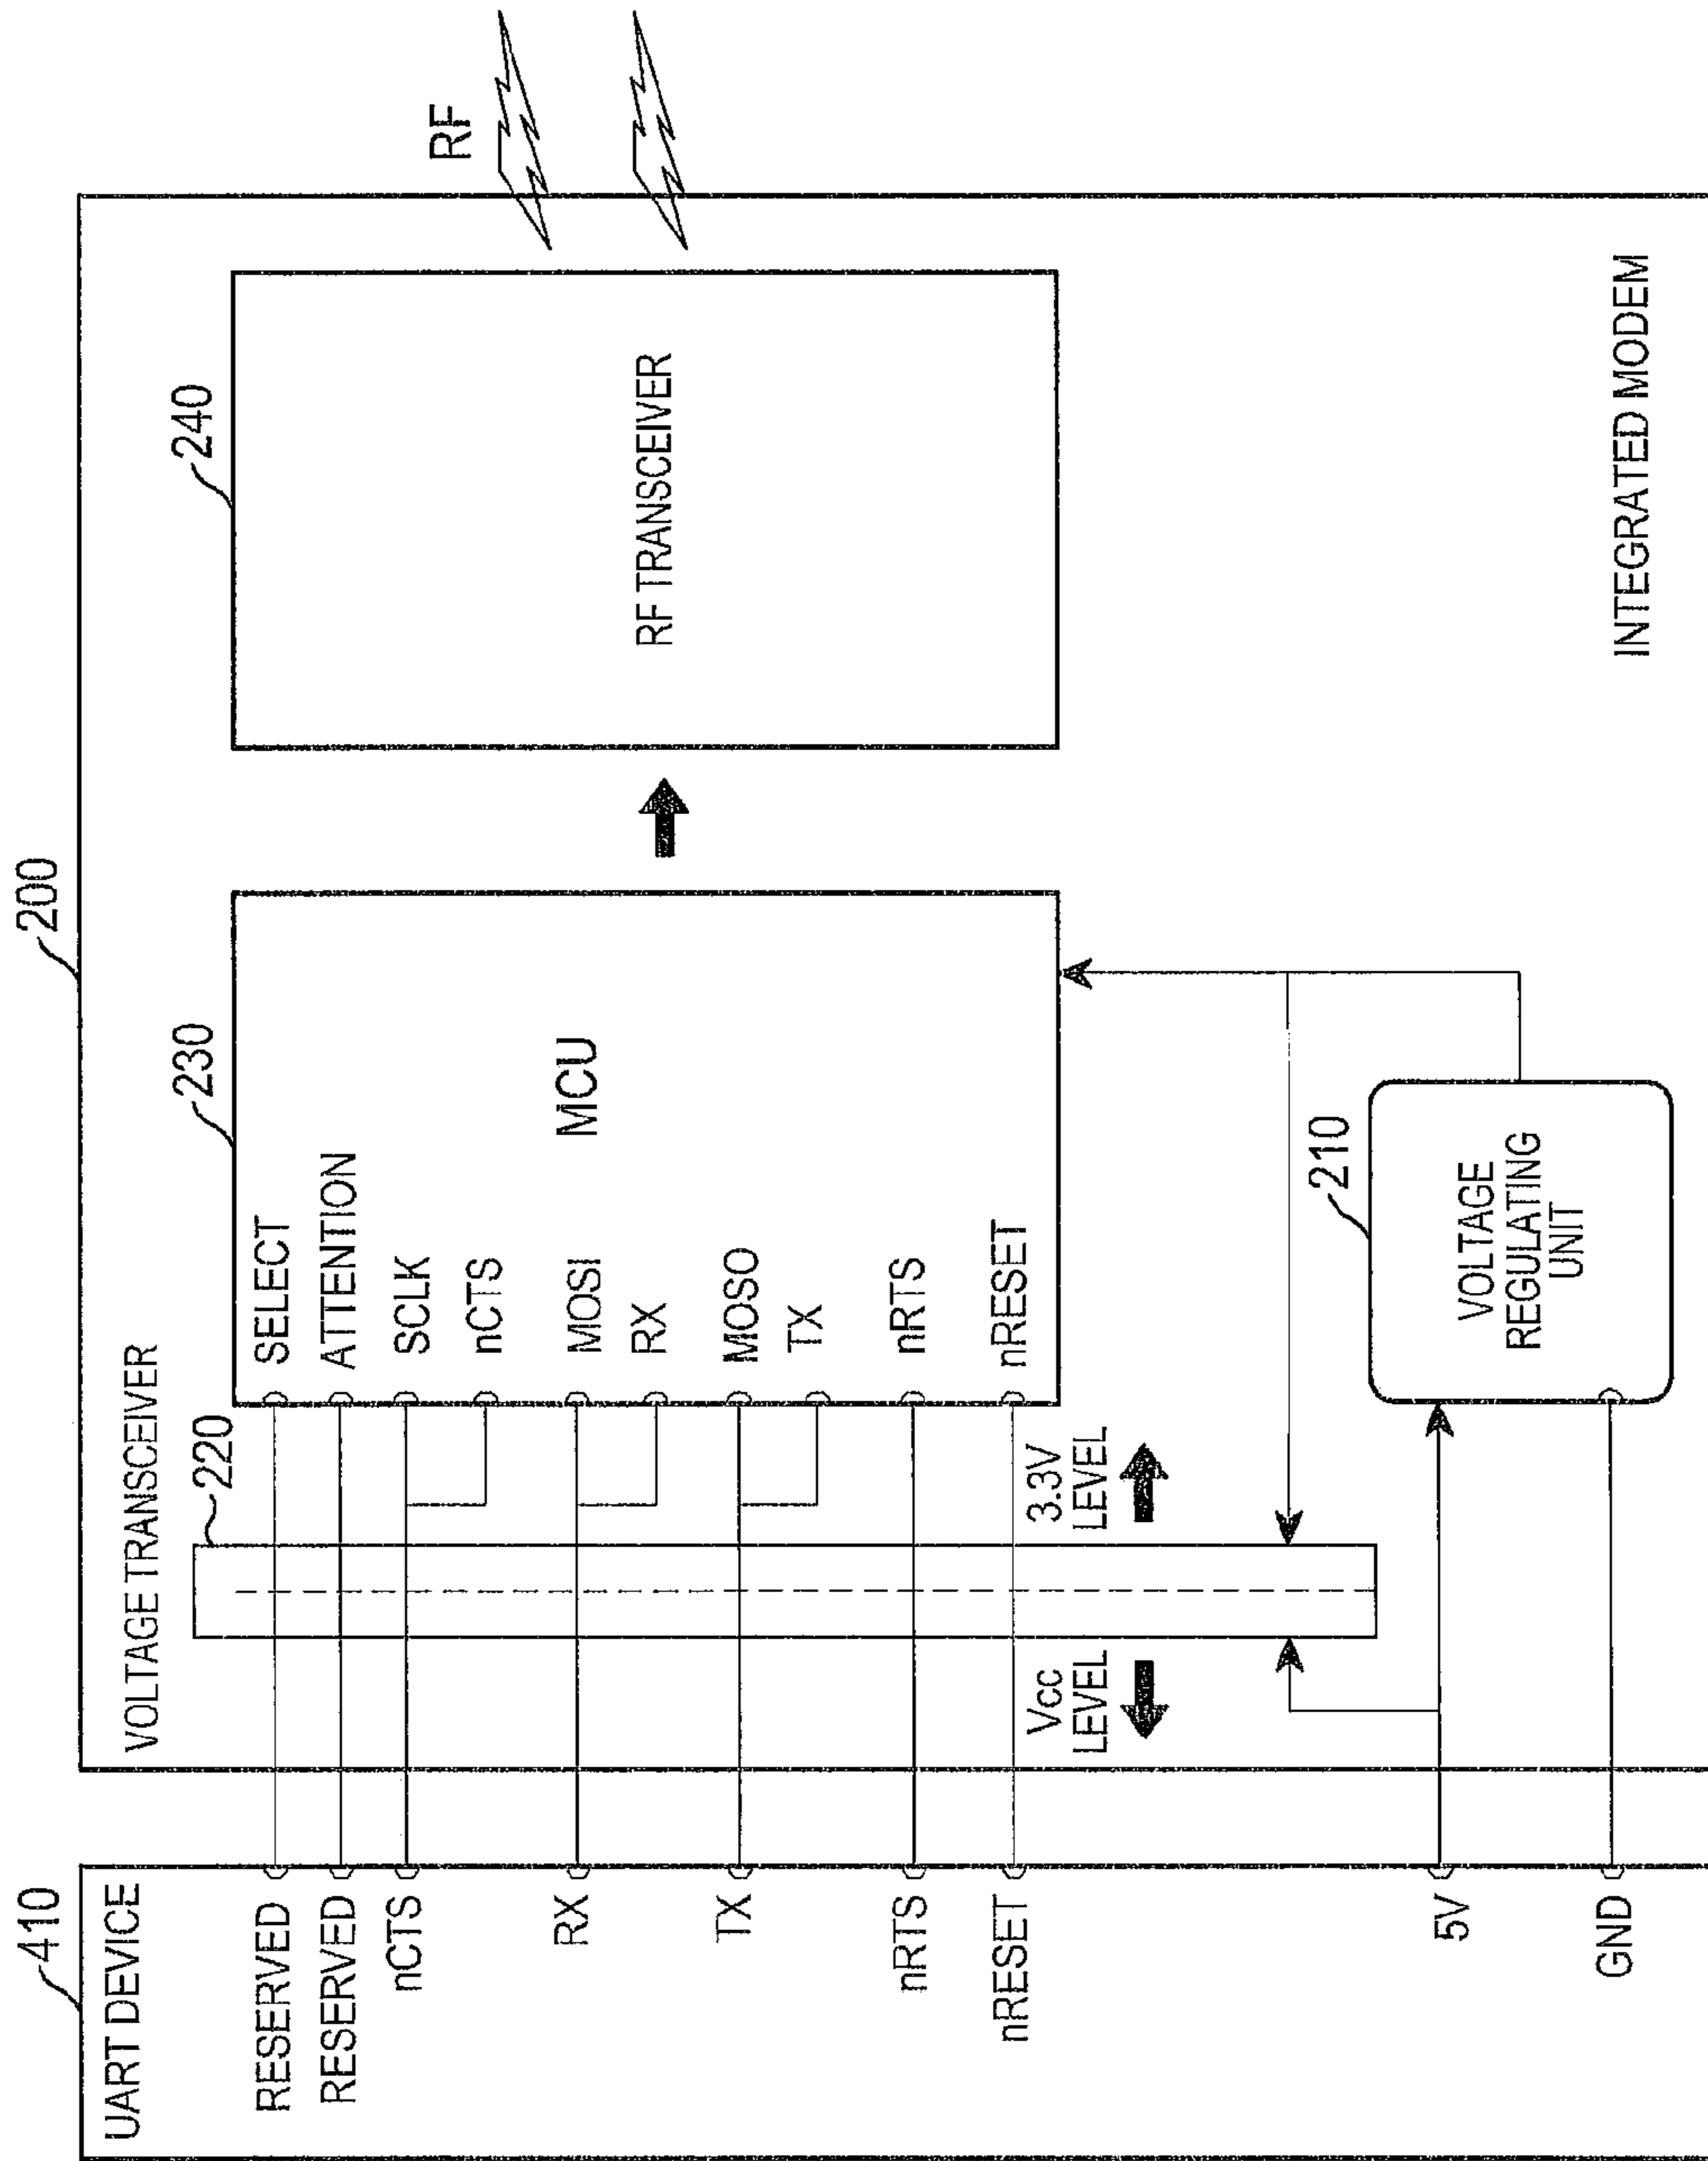 410
UART DEVICE
RESERVED
RESERVED
nCTS
RX
TX
nRTS
nRESET
5V
GND
200
VOLTAGE TRANSCEIVER
220
Vcc
LEVEL
3.3V
LEVEL
230
SELECT
ATTENTION
SCLK
nCTS
MOSI
RX
MOSO
TX
nRTS
nRESET
MCU
210
VOLTAGE
REGULATING
UNIT
240
RF TRANSCEIVER
INTEGRATED MODEM
RF